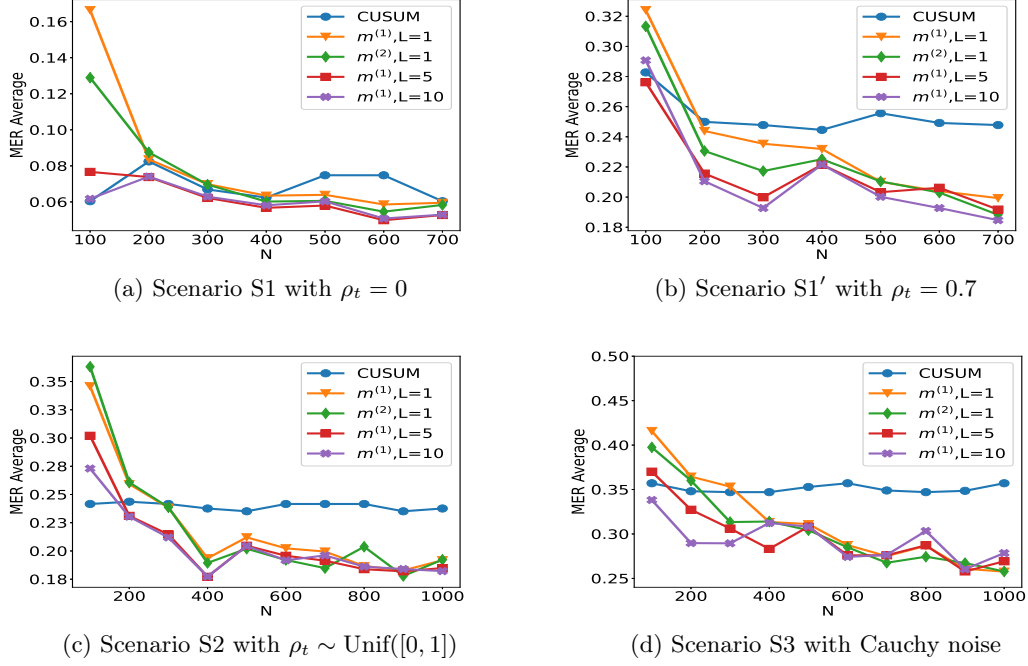 0.16
0.14
0.12
0.10
0.08
0.06
MER Average
100 200 300 400 500 600 700
N
CUSUM
m^(1),L=1
m^(2),L=1
m^(1),L=5
m^(1),L=10
(a) Scenario S1 with ρ_t = 0
0.32
0.30
0.28
0.26
0.24
0.22
0.20
0.18
MER Average
100 200 300 400 500 600 700
N
CUSUM
m^(1),L=1
m^(2),L=1
m^(1),L=5
m^(1),L=10
(b) Scenario S1′ with ρ_t = 0.7
0.35
0.33
0.30
0.28
0.25
0.23
0.20
0.18
MER Average
200 400 600 800 1000
N
CUSUM
m^(1),L=1
m^(2),L=1
m^(1),L=5
m^(1),L=10
(c) Scenario S2 with ρ_t ∼ Unif([0, 1])
0.50
0.45
0.40
0.35
0.30
0.25
MER Average
200 400 600 800 1000
N
CUSUM
m^(1),L=1
m^(2),L=1
m^(1),L=5
m^(1),L=10
(d) Scenario S3 with Cauchy noise